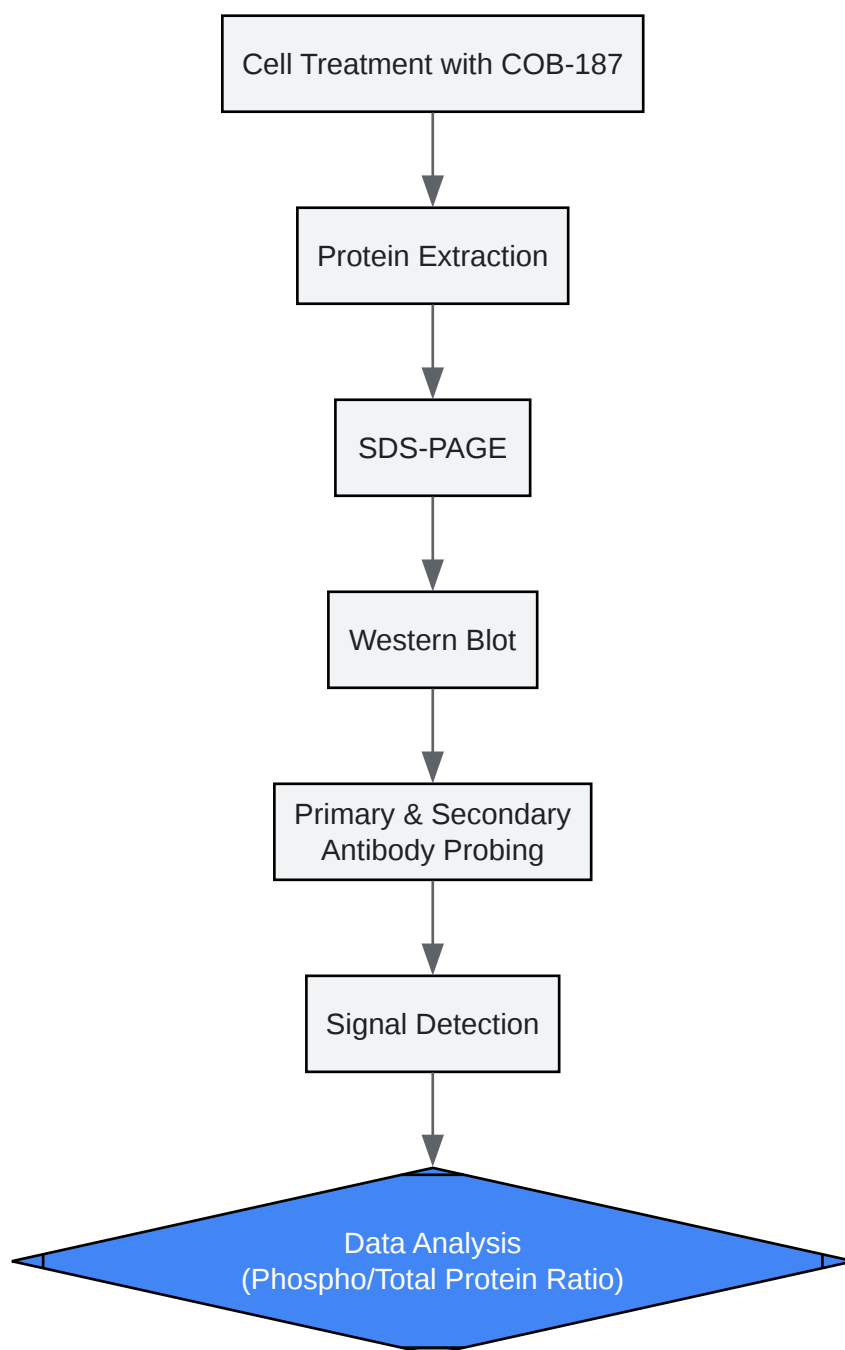 Cell Treatment with COB-187
Protein Extraction
SDS-PAGE
Western Blot
Primary & Secondary
Antibody Probing
Signal Detection
Data Analysis
(Phospho/Total Protein Ratio)